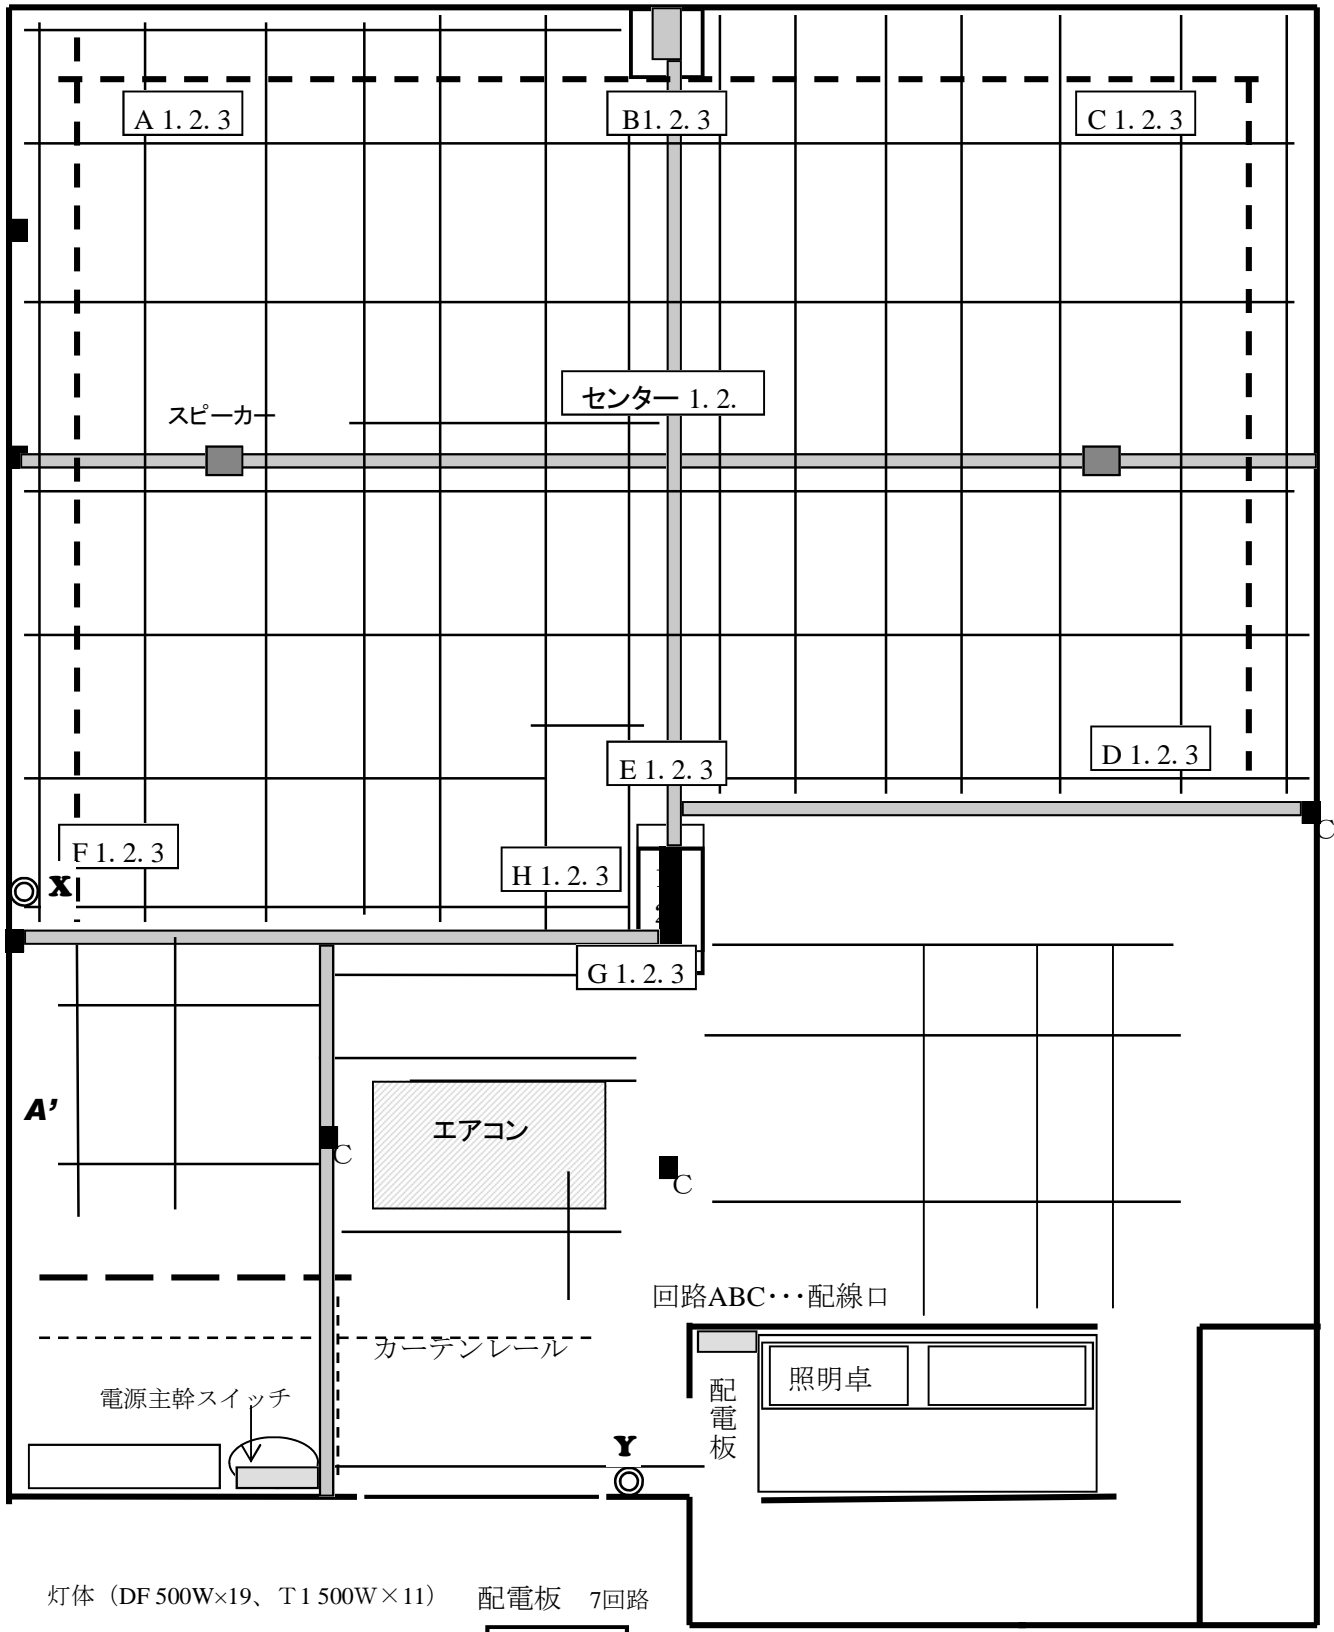 A 1. 2. 3
B1. 2. 3
C 1. 2. 3
センター 1. 2.
スピーカー
E 1. 2. 3
D 1. 2. 3
C
F 1. 2. 3
H 1. 2. 3
X
G 1. 2. 3
A’
エアコン
C
C
回路ABC･･･配線口
カーテンレール
照明卓
配電板
電源主幹スイッチ
Y
灯体（DF 500W×19、Ｔ1 500W×11）
配電板　7回路